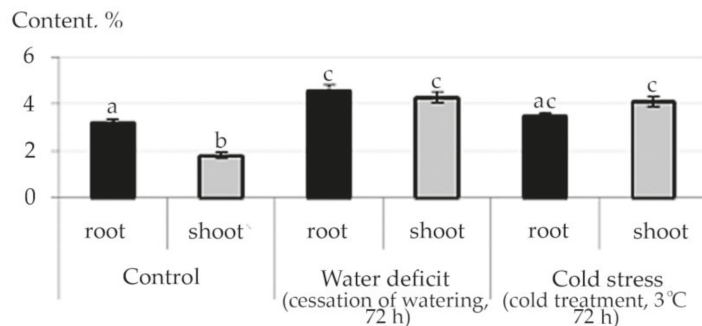 Content. %
6
4
2
0
a
b
c
c
ac
c
root
shoot
root
shoot
root
shoot
Control
Water deficit
(cessation of watering,
72 h)
Cold stress
(cold treatment, 3°C
72 h)